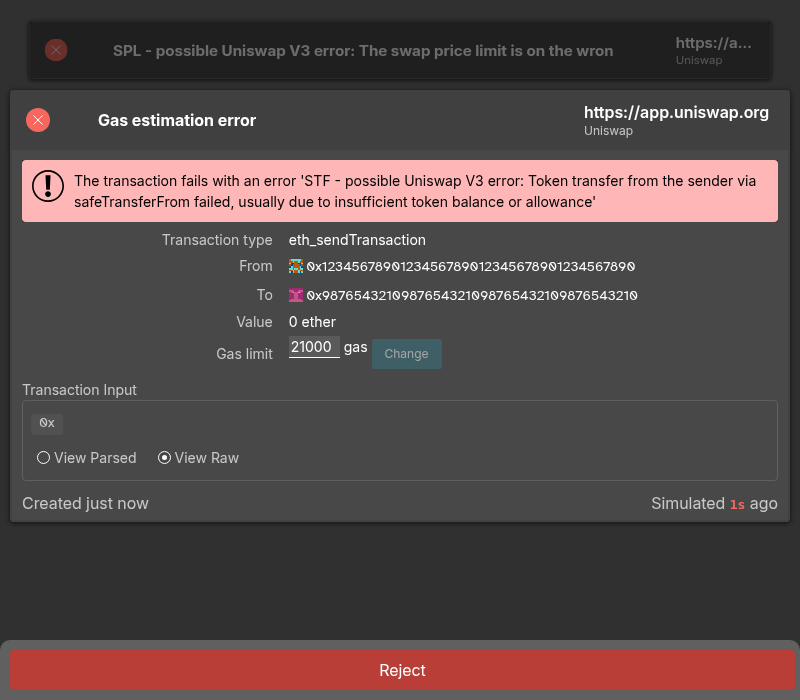 SPL - possible Uniswap V3 error: The swap price limit is on the wron
https://a...
Uniswap
Gas estimation error
https://app.uniswap.org
Uniswap
The transaction fails with an error 'STF - possible Uniswap V3 error: Token transfer from the sender via
safeTransferFrom failed, usually due to insufficient token balance or allowance'
Transaction type eth_sendTransaction
From 0x1234567890123456789012345678901234567890
To 0x9876543210987654321098765432109876543210
Value 0 ether
Gas limit 21000 gas Change
Transaction Input
0x
View Parsed View Raw
Created just now
Simulated 1s ago
Reject